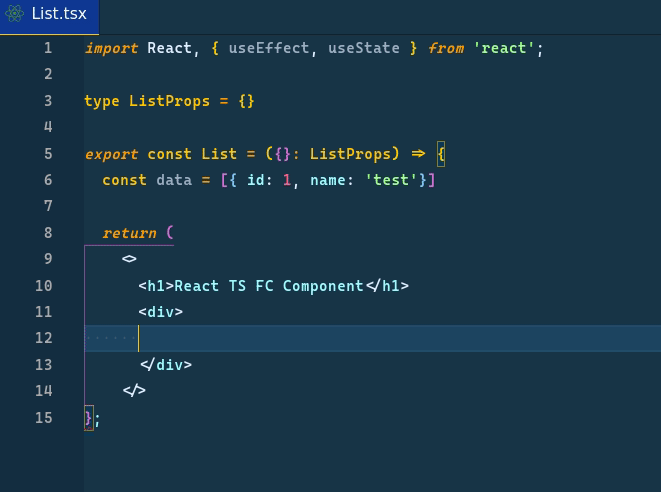 List.tsx
1 import React, { useEffect, useState } from 'react';
2
3 type ListProps = {}
4
5 export const List = ({}: ListProps) => {
6   const data = [{ id: 1, name: 'test'}]
7
8   return (
9     <>
10       <h1>React TS FC Component</h1>
11       <div>
12
13       </div>
14     </>
15 };